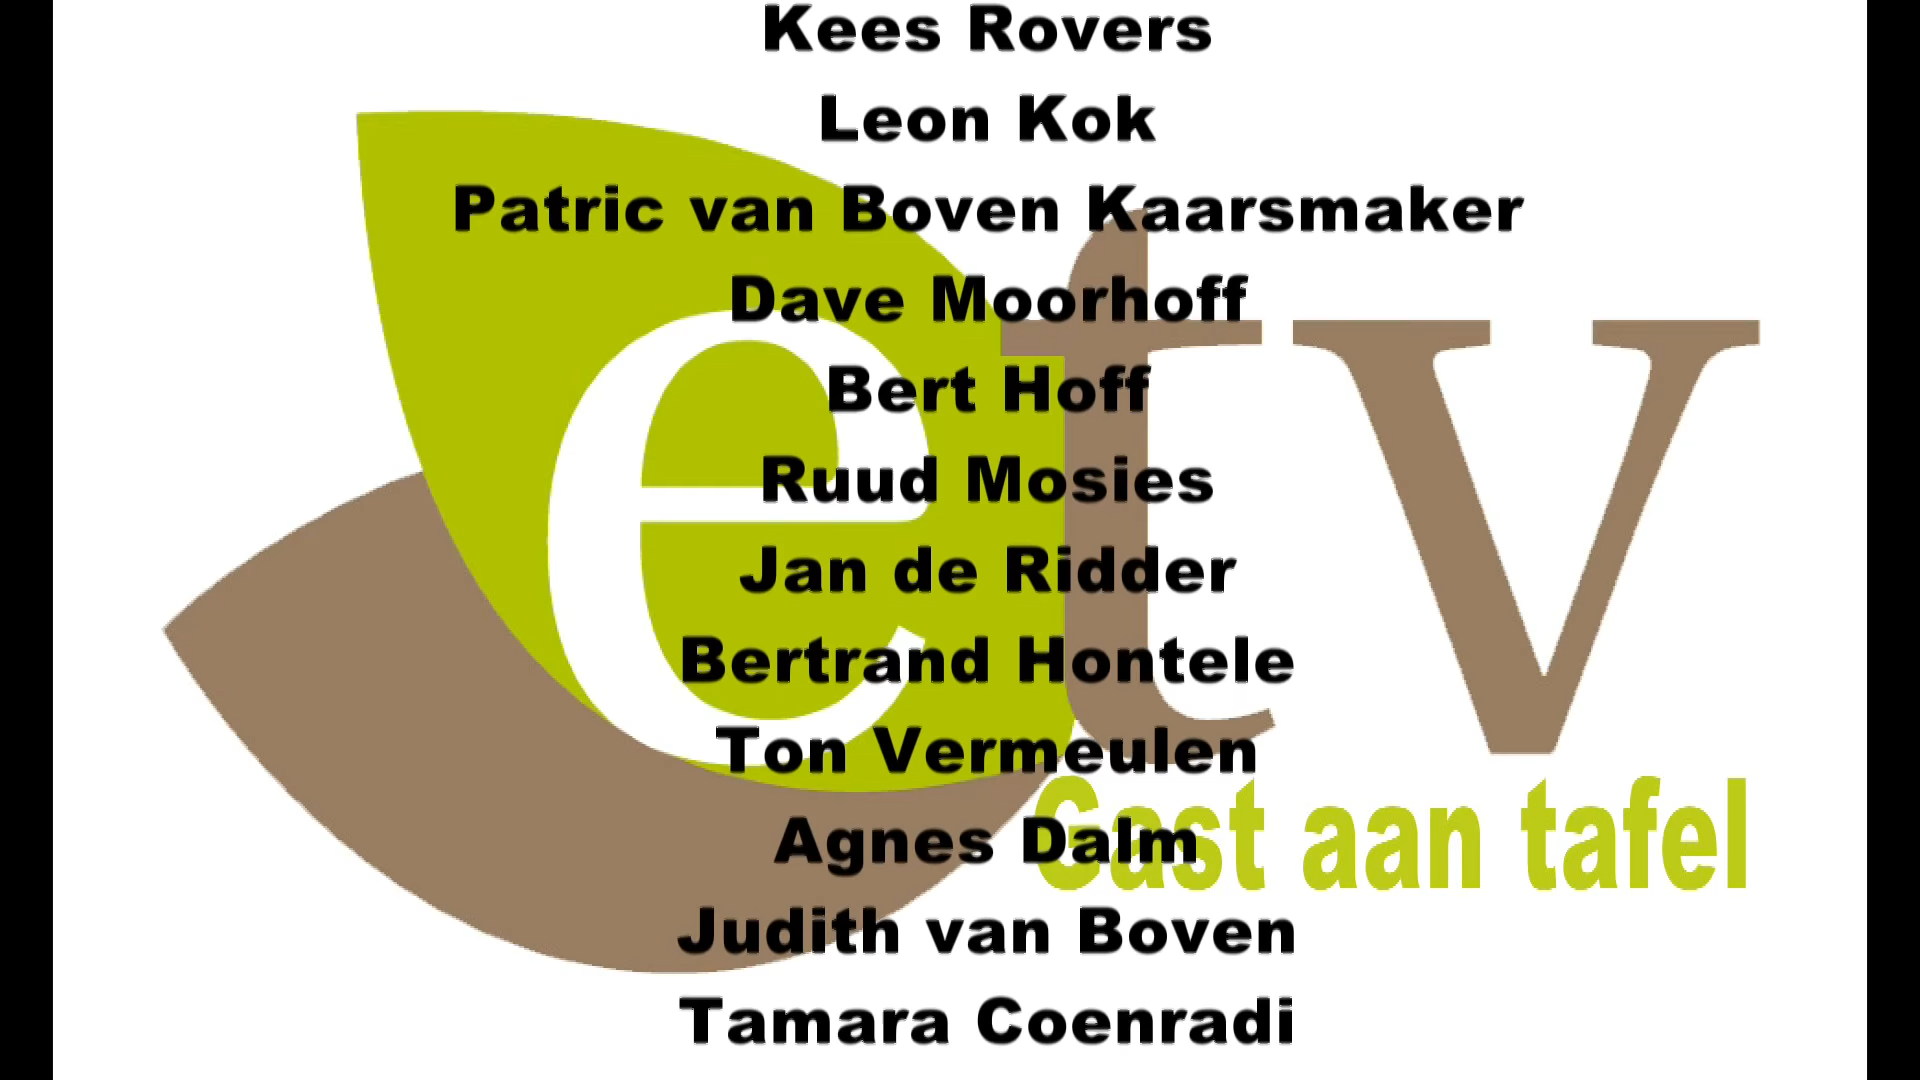 Kees Rovers
Leon Kok
Patric van Boven Kaarsmaker
Dave Moorhoff
Bert Hoff
Ruud Mosies
Jan de Ridder
Bertrand Hontele
Ton Vermeulen
Agnes Dalm
Judith van Boven
Tamara Coenradi
etv
Gast aan tafel